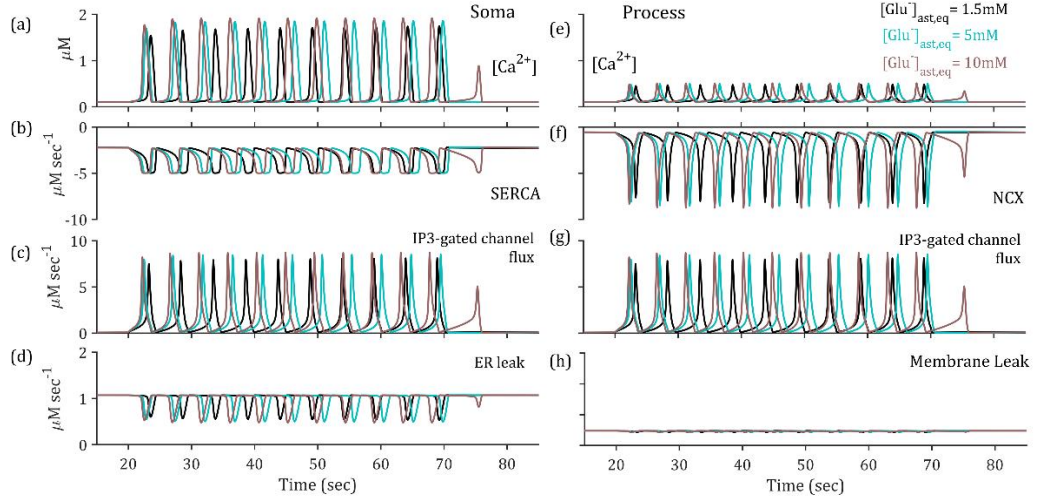 (a) Soma
μM
2
1
0
[Ca²⁺]
(e) Process
[Ca²⁺]
[Glu⁻]ast,eq = 1.5mM
[Glu⁻]ast,eq = 5mM
[Glu⁻]ast,eq = 10mM
(b)
μM sec⁻¹
0
-5
-10
SERCA
(f)
NCX
(c)
μM sec⁻¹
10
5
0
IP3-gated channel
flux
(g)
IP3-gated channel
flux
(d)
μM sec⁻¹
2
1
0
ER leak
(h)
Membrane Leak
20 30 40 50 60 70 80
Time (sec)
20 30 40 50 60 70 80
Time (sec)